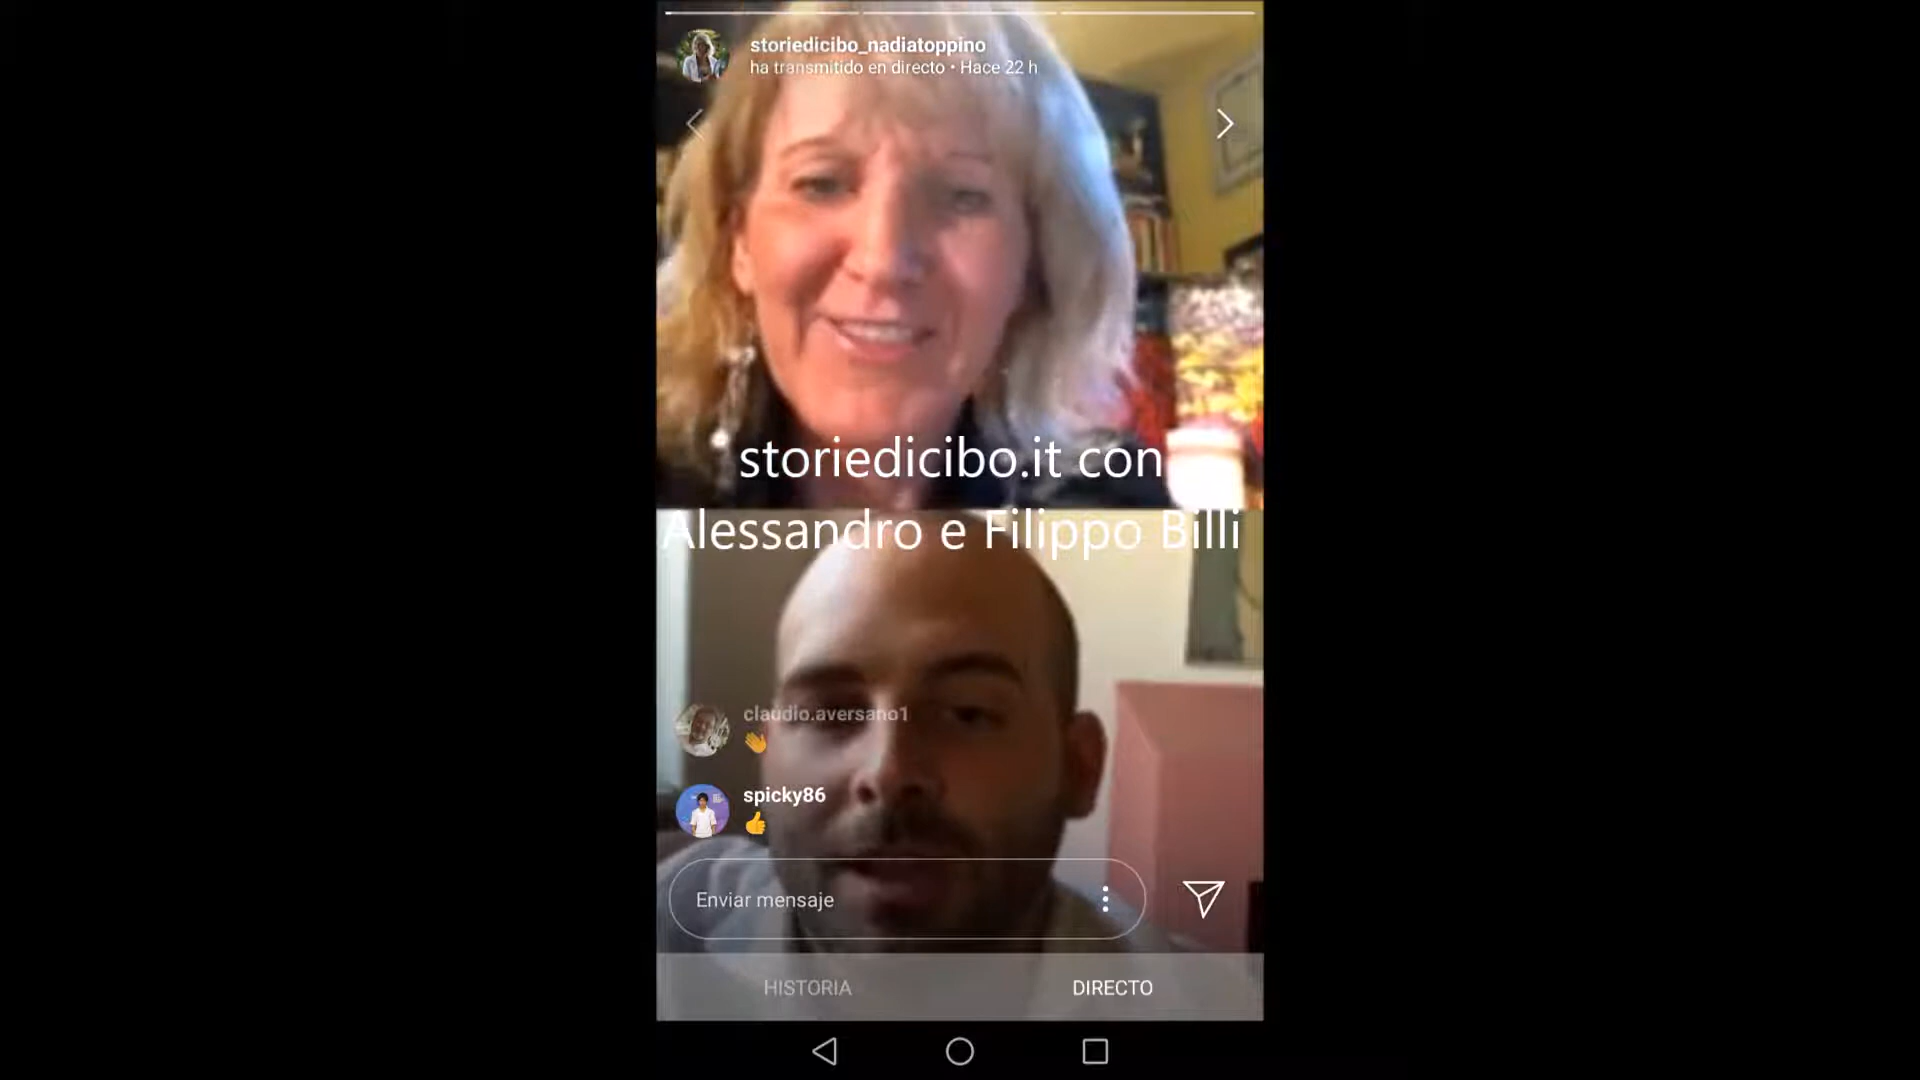 storiedicibo_nadiatoppino
ha transmitido en directo • Hace 22 h
storiedicibo.it con
Alessandro e Filippo Billi
claudio.aversano1
spicky86
Enviar mensaje
HISTORIA
DIRECTO